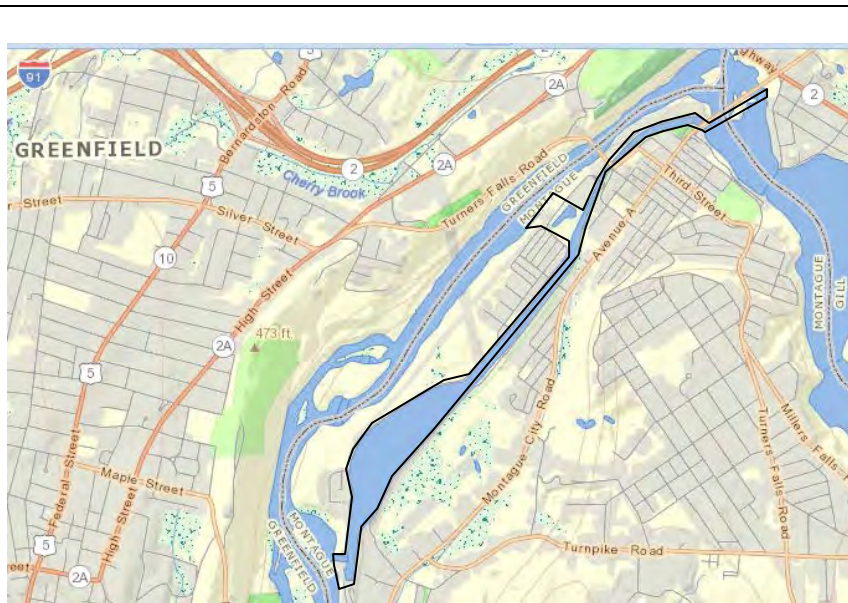 91
3
2
2A
hway
2
GREENFIELD
Bernardston Road
2
2A
Cherry Brook
Turners Falls Road
GREENFIELD
MONTAGUE
Third Street
5
Street
Silver Street
Avenue A
10
High Street
MONTAGUE
GILL
473 ft.
2A
5
Montague City Road
Maple Street
Federal Street
High Street
Turners Falls Road
Millers Falls
MONTAGUE
GREENFIELD
5
Turnpike Road
2A